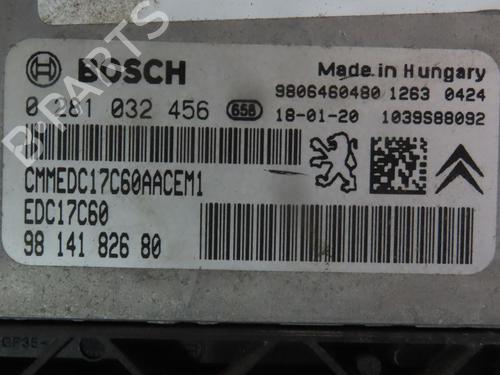 BOSCH
Made in Hungary
9806460480 1263 0424
0 281 032 456 656 18-01-20 1039S88092
CMMEDC17C60AACEM1
EDC17C60
98 141 826 80